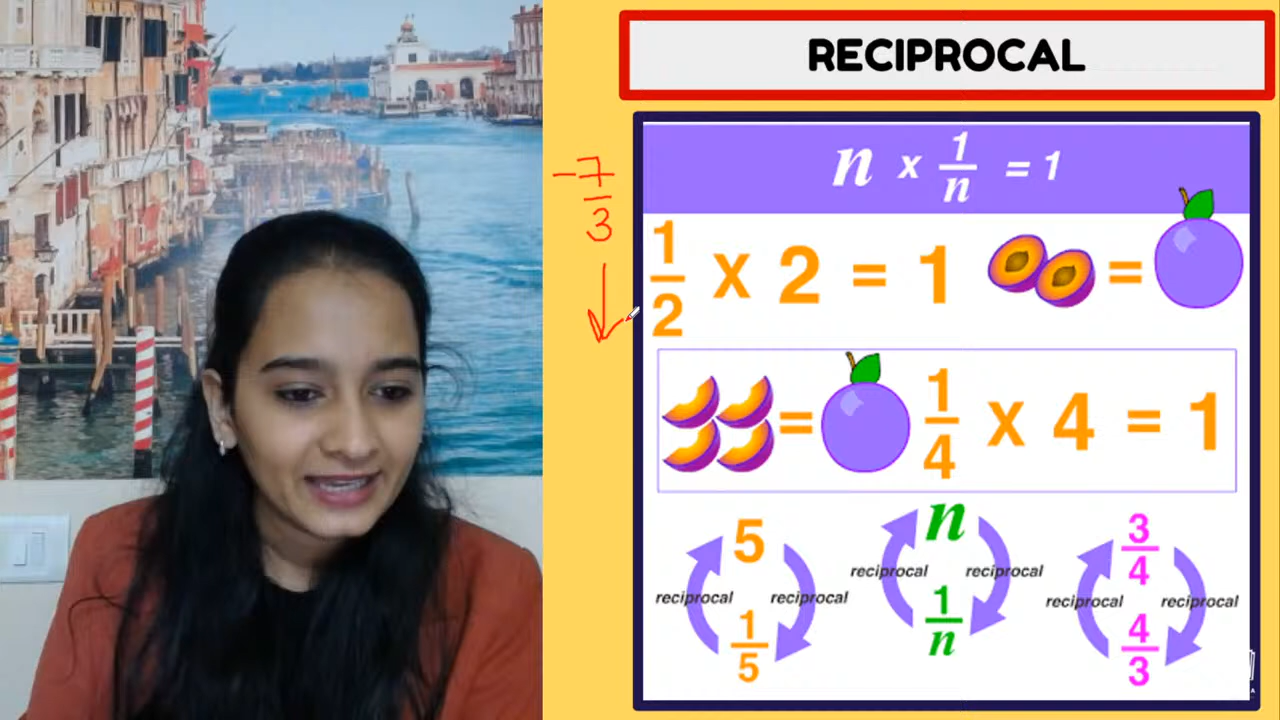 RECIPROCAL
n x 1/n = 1
-7/3
1/2 x 2 = 1 =
= 1/4 x 4 = 1
5
reciprocal reciprocal
1/5
n
reciprocal reciprocal
1/n
3/4
reciprocal reciprocal
4/3